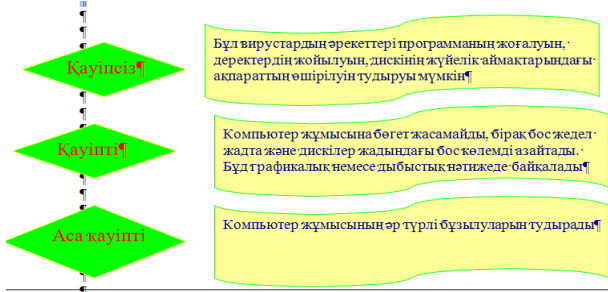 Қауіпсіз¶
Бұл вирустардың әрекеттері программаның жоғалуын,
деректердің жойылуын, дискінің жүйелік аймақтарындағы
ақпараттың өшірілуін тудыруы мүмкін¶
Қауіпті¶
Компьютер жұмысына бөгет жасамайды, бірақ бос жедел
жадта және дискілер жадындағы бос көлемді азайтады.
Бұд графикалық немесе дыбыстық нәтижеде байқалады¶
Аса қауіпті
Компьютер жұмысының әр түрлі бұзылуларын тудырады¶